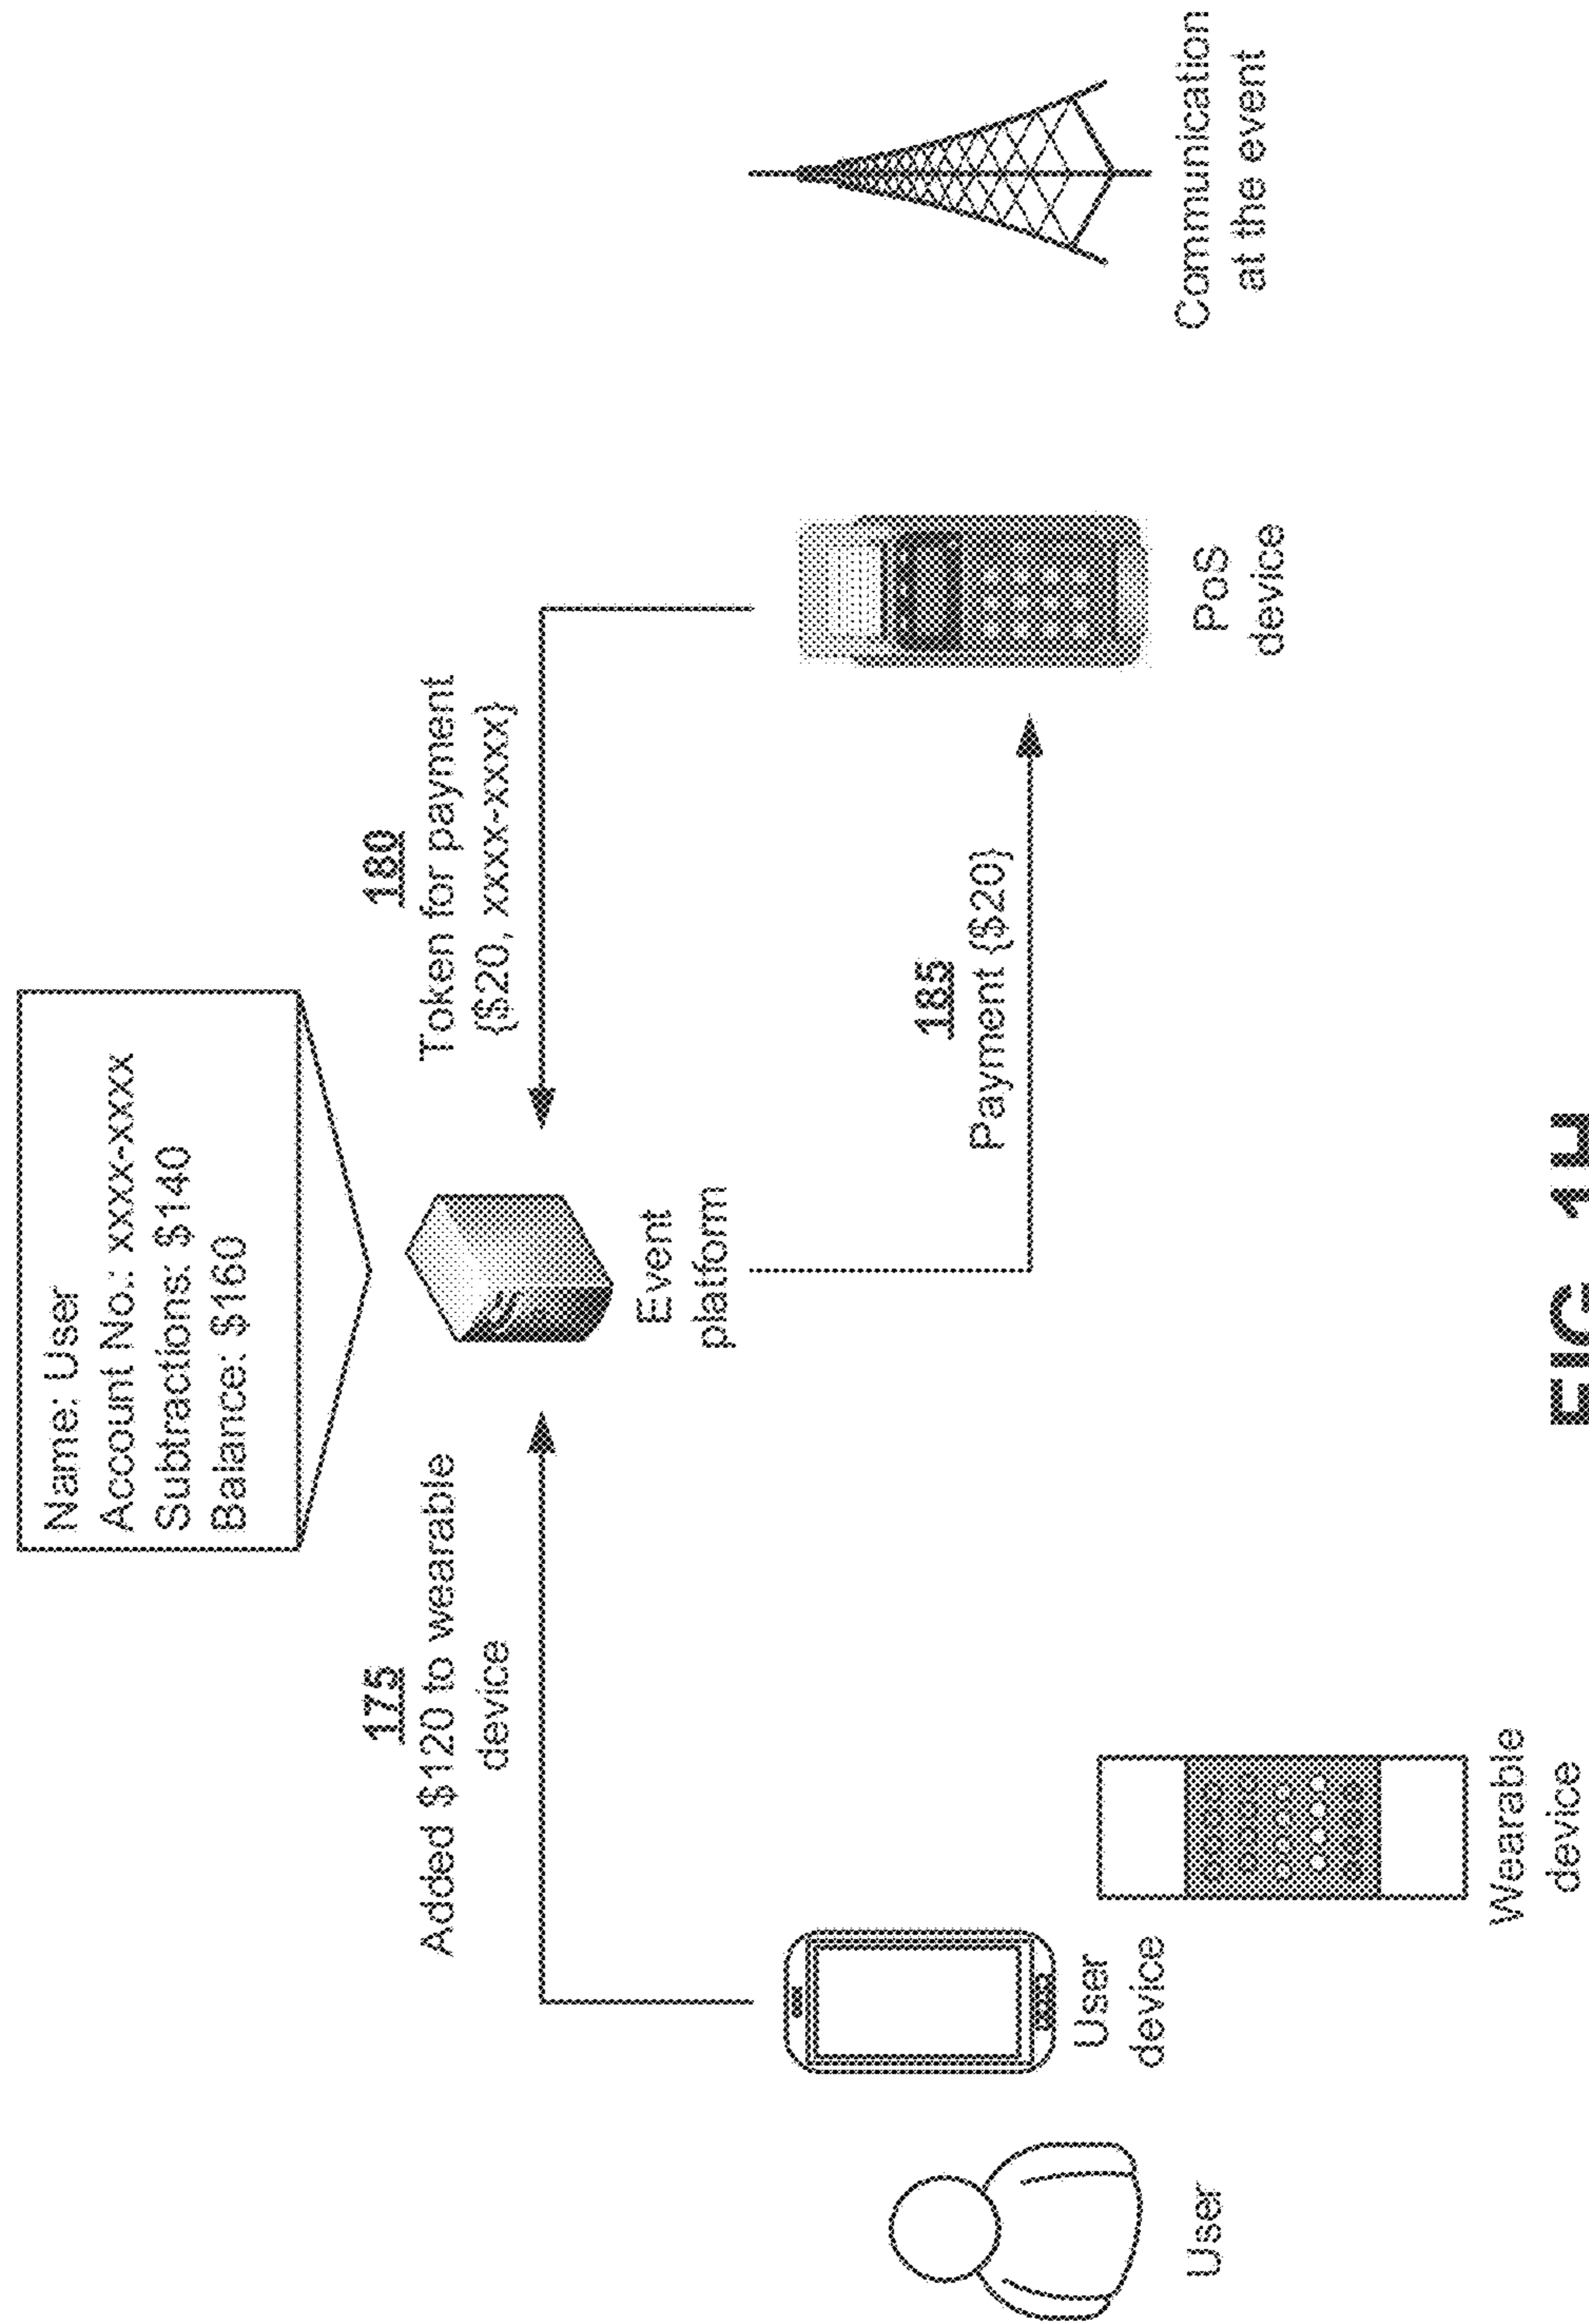 Name: User
Account No.: xxxx-xxxx
Subtractions: $140
Balance: $160
175
Added $120 to wearable
device
180
Token for payment
{$20, xxxx-xxxx}
Event
platform
185
Payment {$20}
User
User
device
Wearable
device
PoS
device
Communication
at the event
FIG. 1H